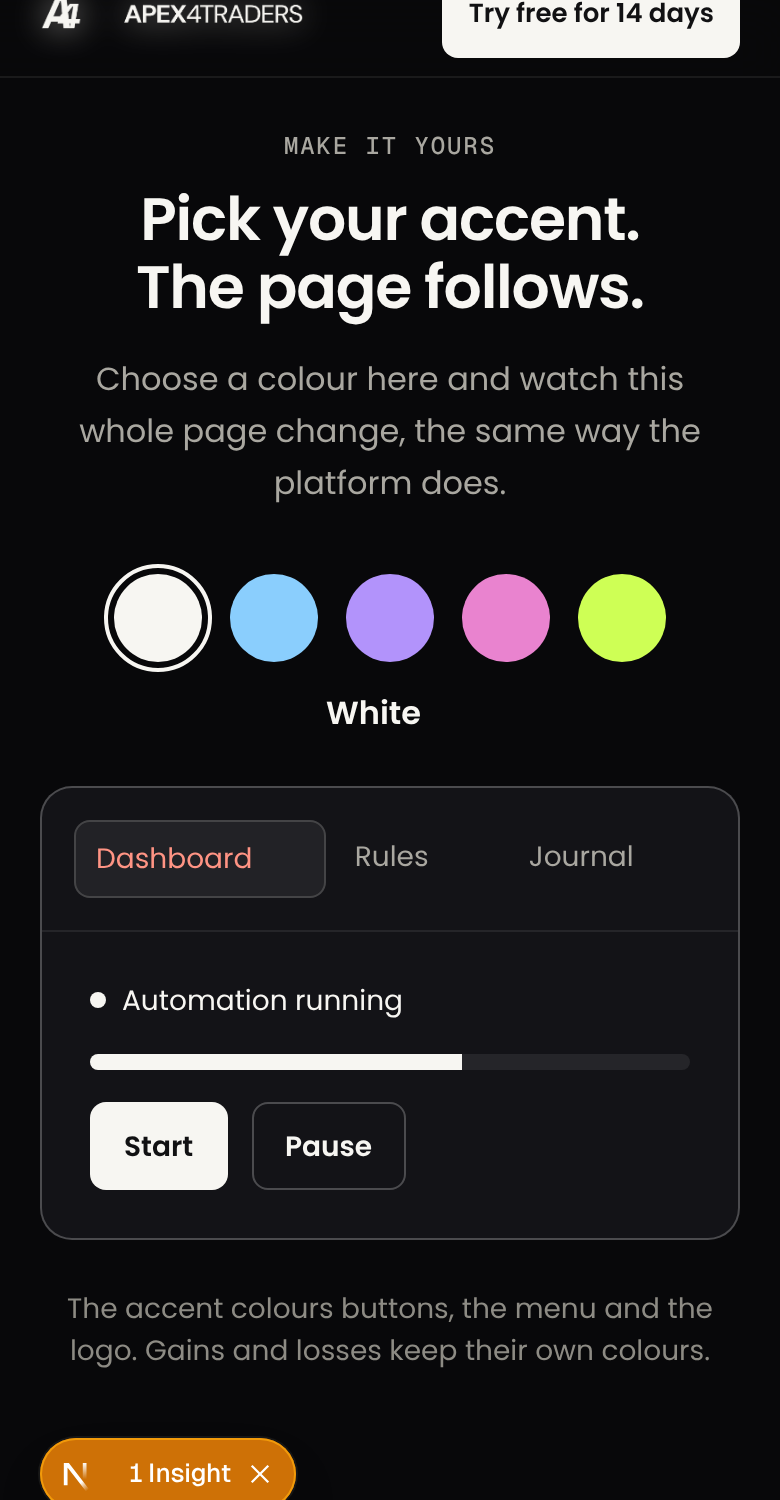 A4 APEX4TRADERS
Try free for 14 days
MAKE IT YOURS
Pick your accent.
The page follows.
Choose a colour here and watch this
whole page change, the same way the
platform does.
White
Dashboard
Rules
Journal
Automation running
Start
Pause
The accent colours buttons, the menu and the
logo. Gains and losses keep their own colours.
N 1 Insight